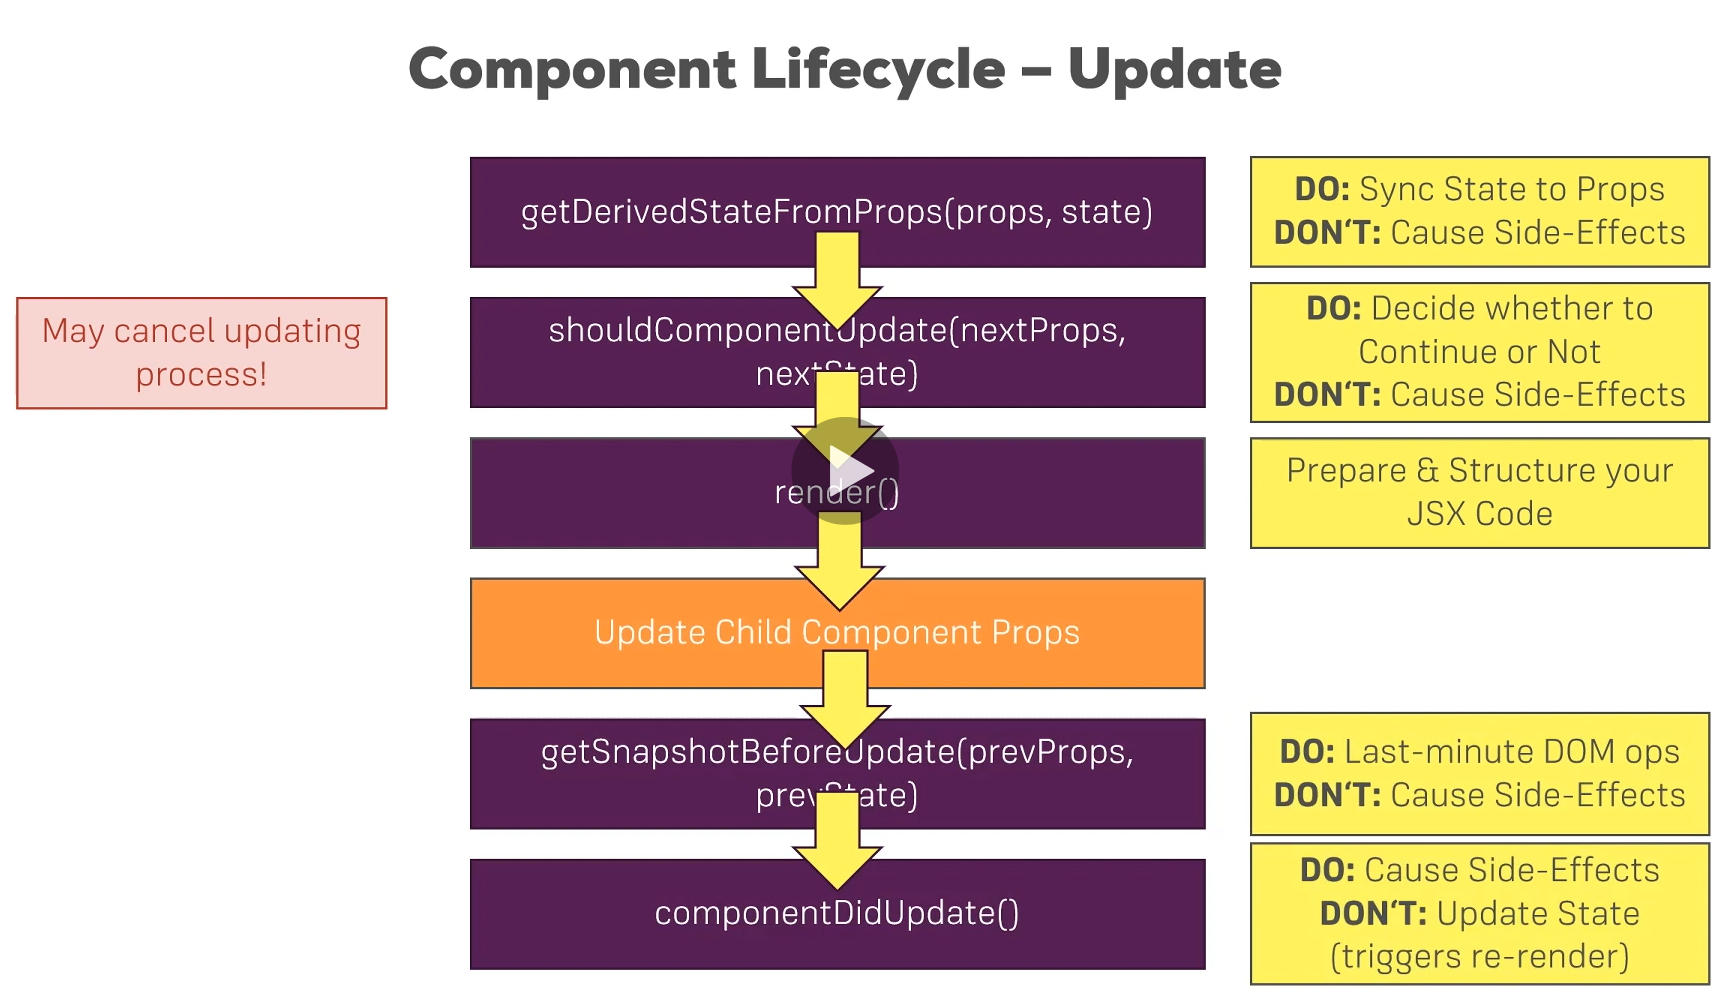 Component Lifecycle – Update
getDerivedStateFromProps(props, state)
DO: Sync State to Props
DON‘T: Cause Side-Effects
May cancel updating
process!
shouldComponentUpdate(nextProps,
nextState)
DO: Decide whether to
Continue or Not
DON‘T: Cause Side-Effects
render()
Prepare & Structure your
JSX Code
Update Child Component Props
getSnapshotBeforeUpdate(prevProps,
prevState)
DO: Last-minute DOM ops
DON‘T: Cause Side-Effects
componentDidUpdate()
DO: Cause Side-Effects
DON‘T: Update State
(triggers re-render)